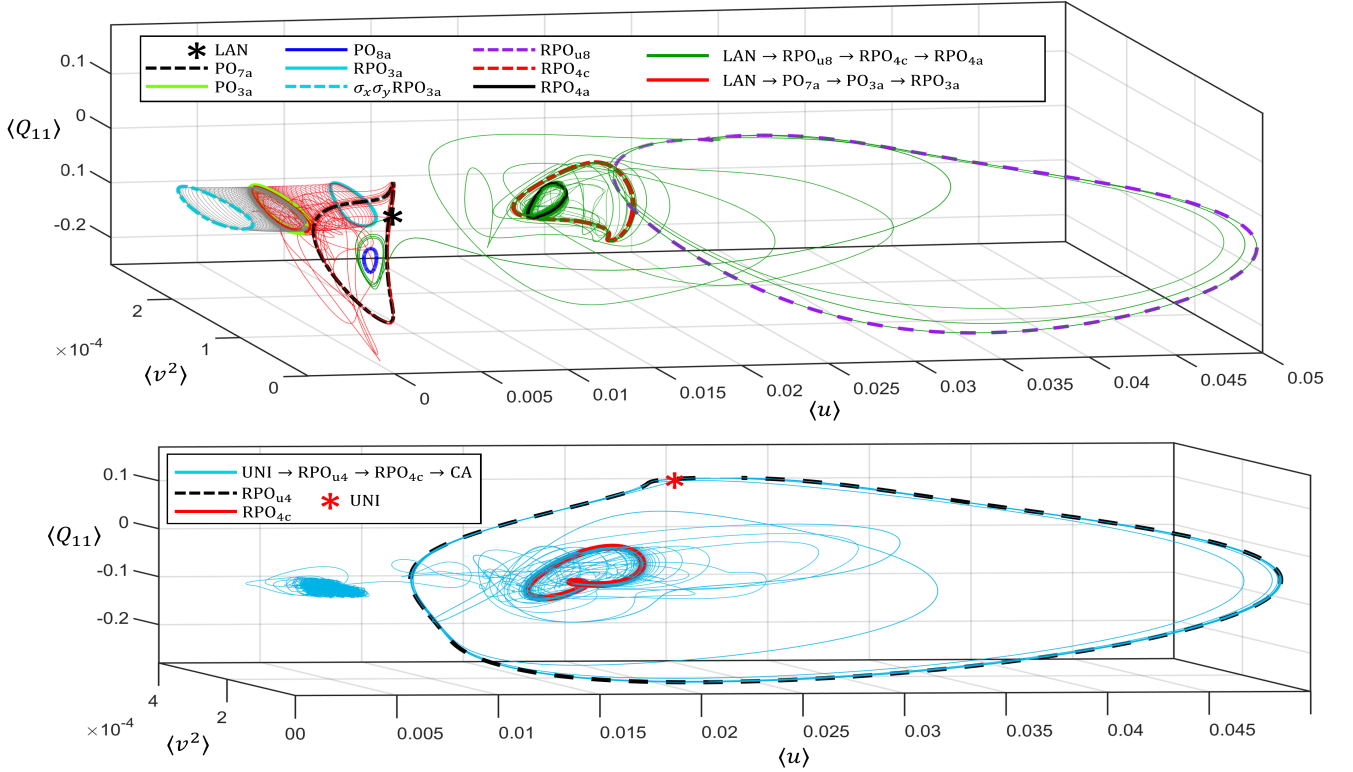 LAN
PO₇ₐ
PO₃ₐ
PO₈ₐ
RPO₃ₐ
σₓσᵧRPO₃ₐ
RPOᵤ₈
RPO₄c
RPO₄ₐ
LAN → RPOᵤ₈ → RPO₄c → RPO₄ₐ
LAN → PO₇ₐ → PO₃ₐ → RPO₃ₐ
0.1
⟨Q₁₁⟩
0
0.1
-0.2
2
×10⁻⁴
1
⟨v²⟩
0
0
0.005
0.01
0.015
0.02
0.025
0.03
0.035
0.04
0.045
0.05
⟨u⟩
UNI → RPOᵤ₄ → RPO₄c → CA
RPOᵤ₄
UNI
RPO₄c
0.1
0
⟨Q₁₁⟩
-0.1
-0.2
4
2
×10⁻⁴
⟨v²⟩
00
0.005
0.01
0.015
0.02
0.025
0.03
0.035
0.04
0.045
⟨u⟩